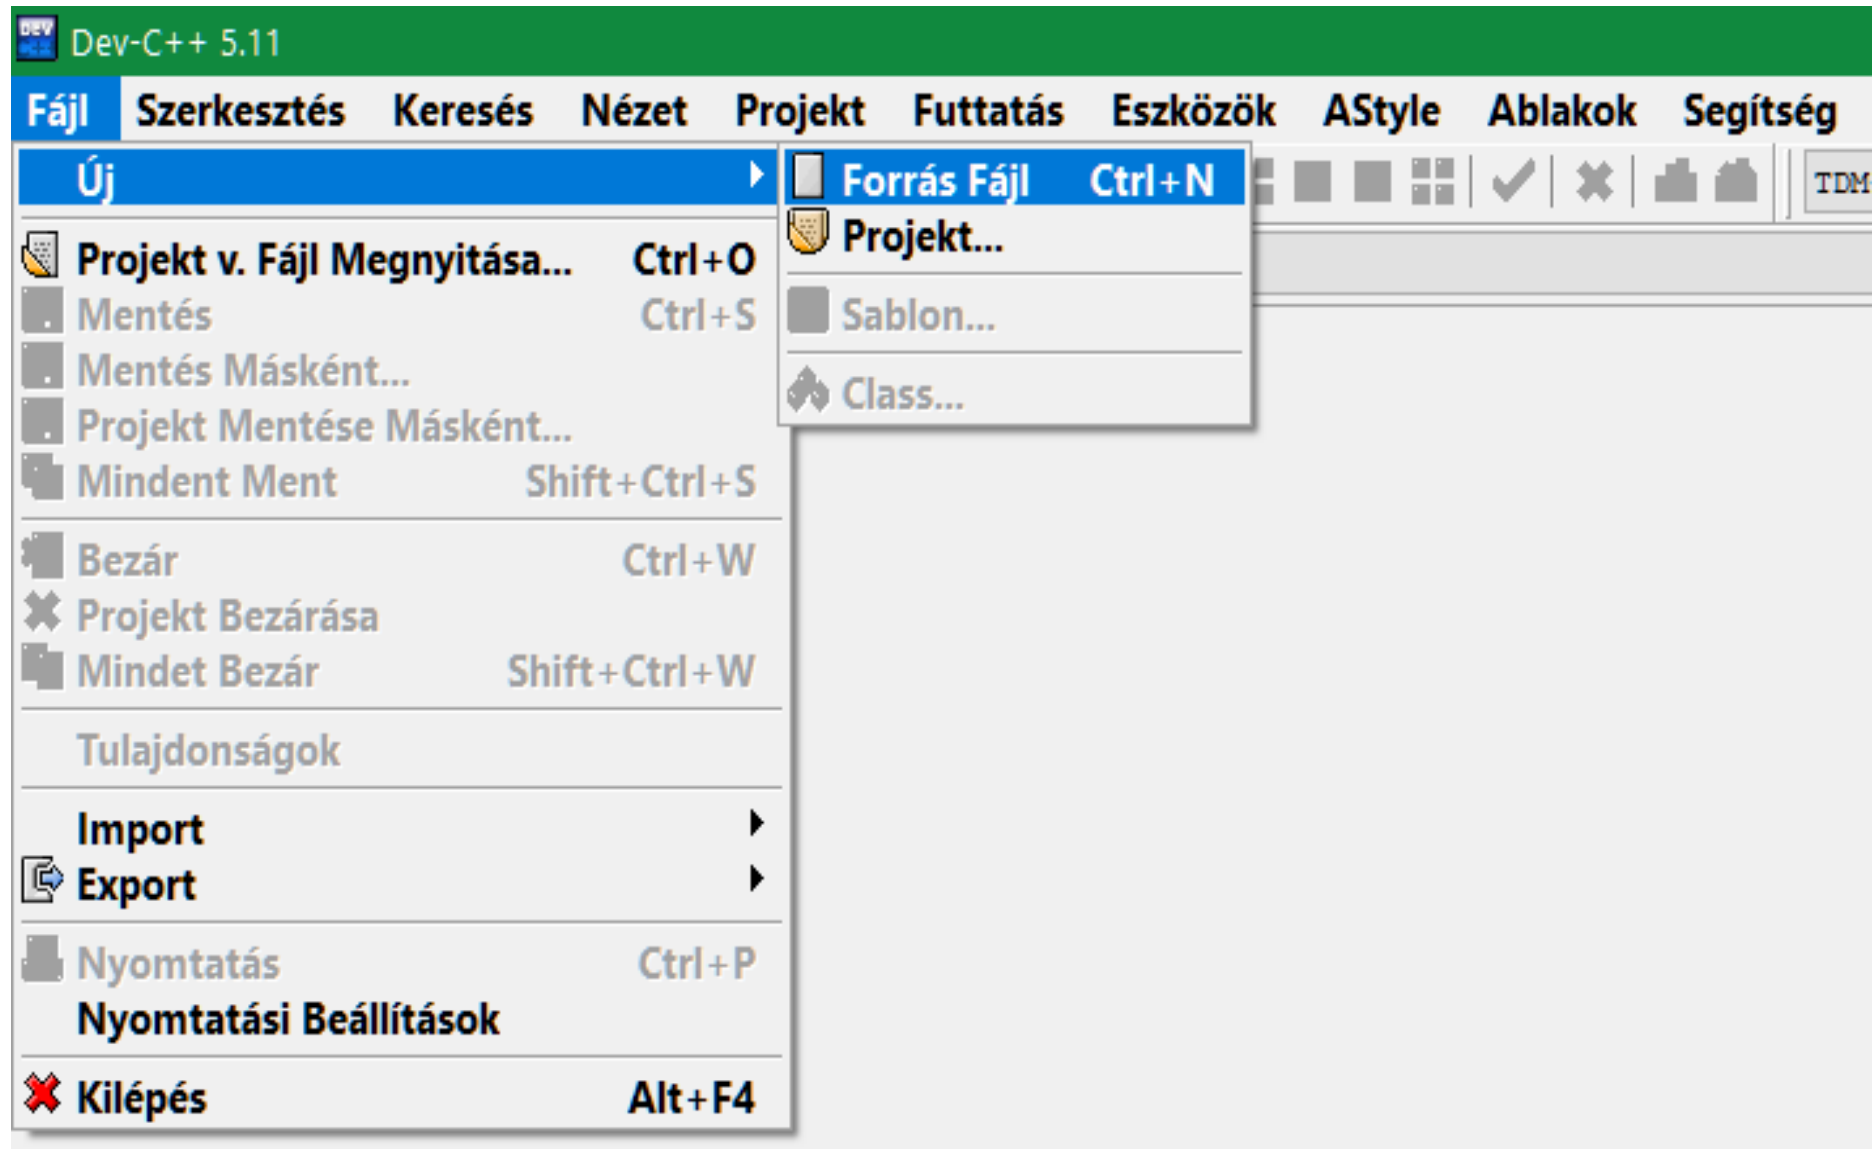 DEV
Dev-C++ 5.11
Fájl Szerkesztés Keresés Nézet Projekt Futtatás Eszközök AStyle Ablakok Segítség
Új
Projekt v. Fájl Megnyitása... Ctrl+O
Mentés Ctrl+S
Mentés Másként...
Projekt Mentése Másként...
Mindent Ment Shift+Ctrl+S
Bezár Ctrl+W
Projekt Bezárása
Mindet Bezár Shift+Ctrl+W
Tulajdonságok
Import
Export
Nyomtatás Ctrl+P
Nyomtatási Beállítások
Kilépés Alt+F4
Forrás Fájl Ctrl+N
Projekt...
Sablon...
Class...
TDM